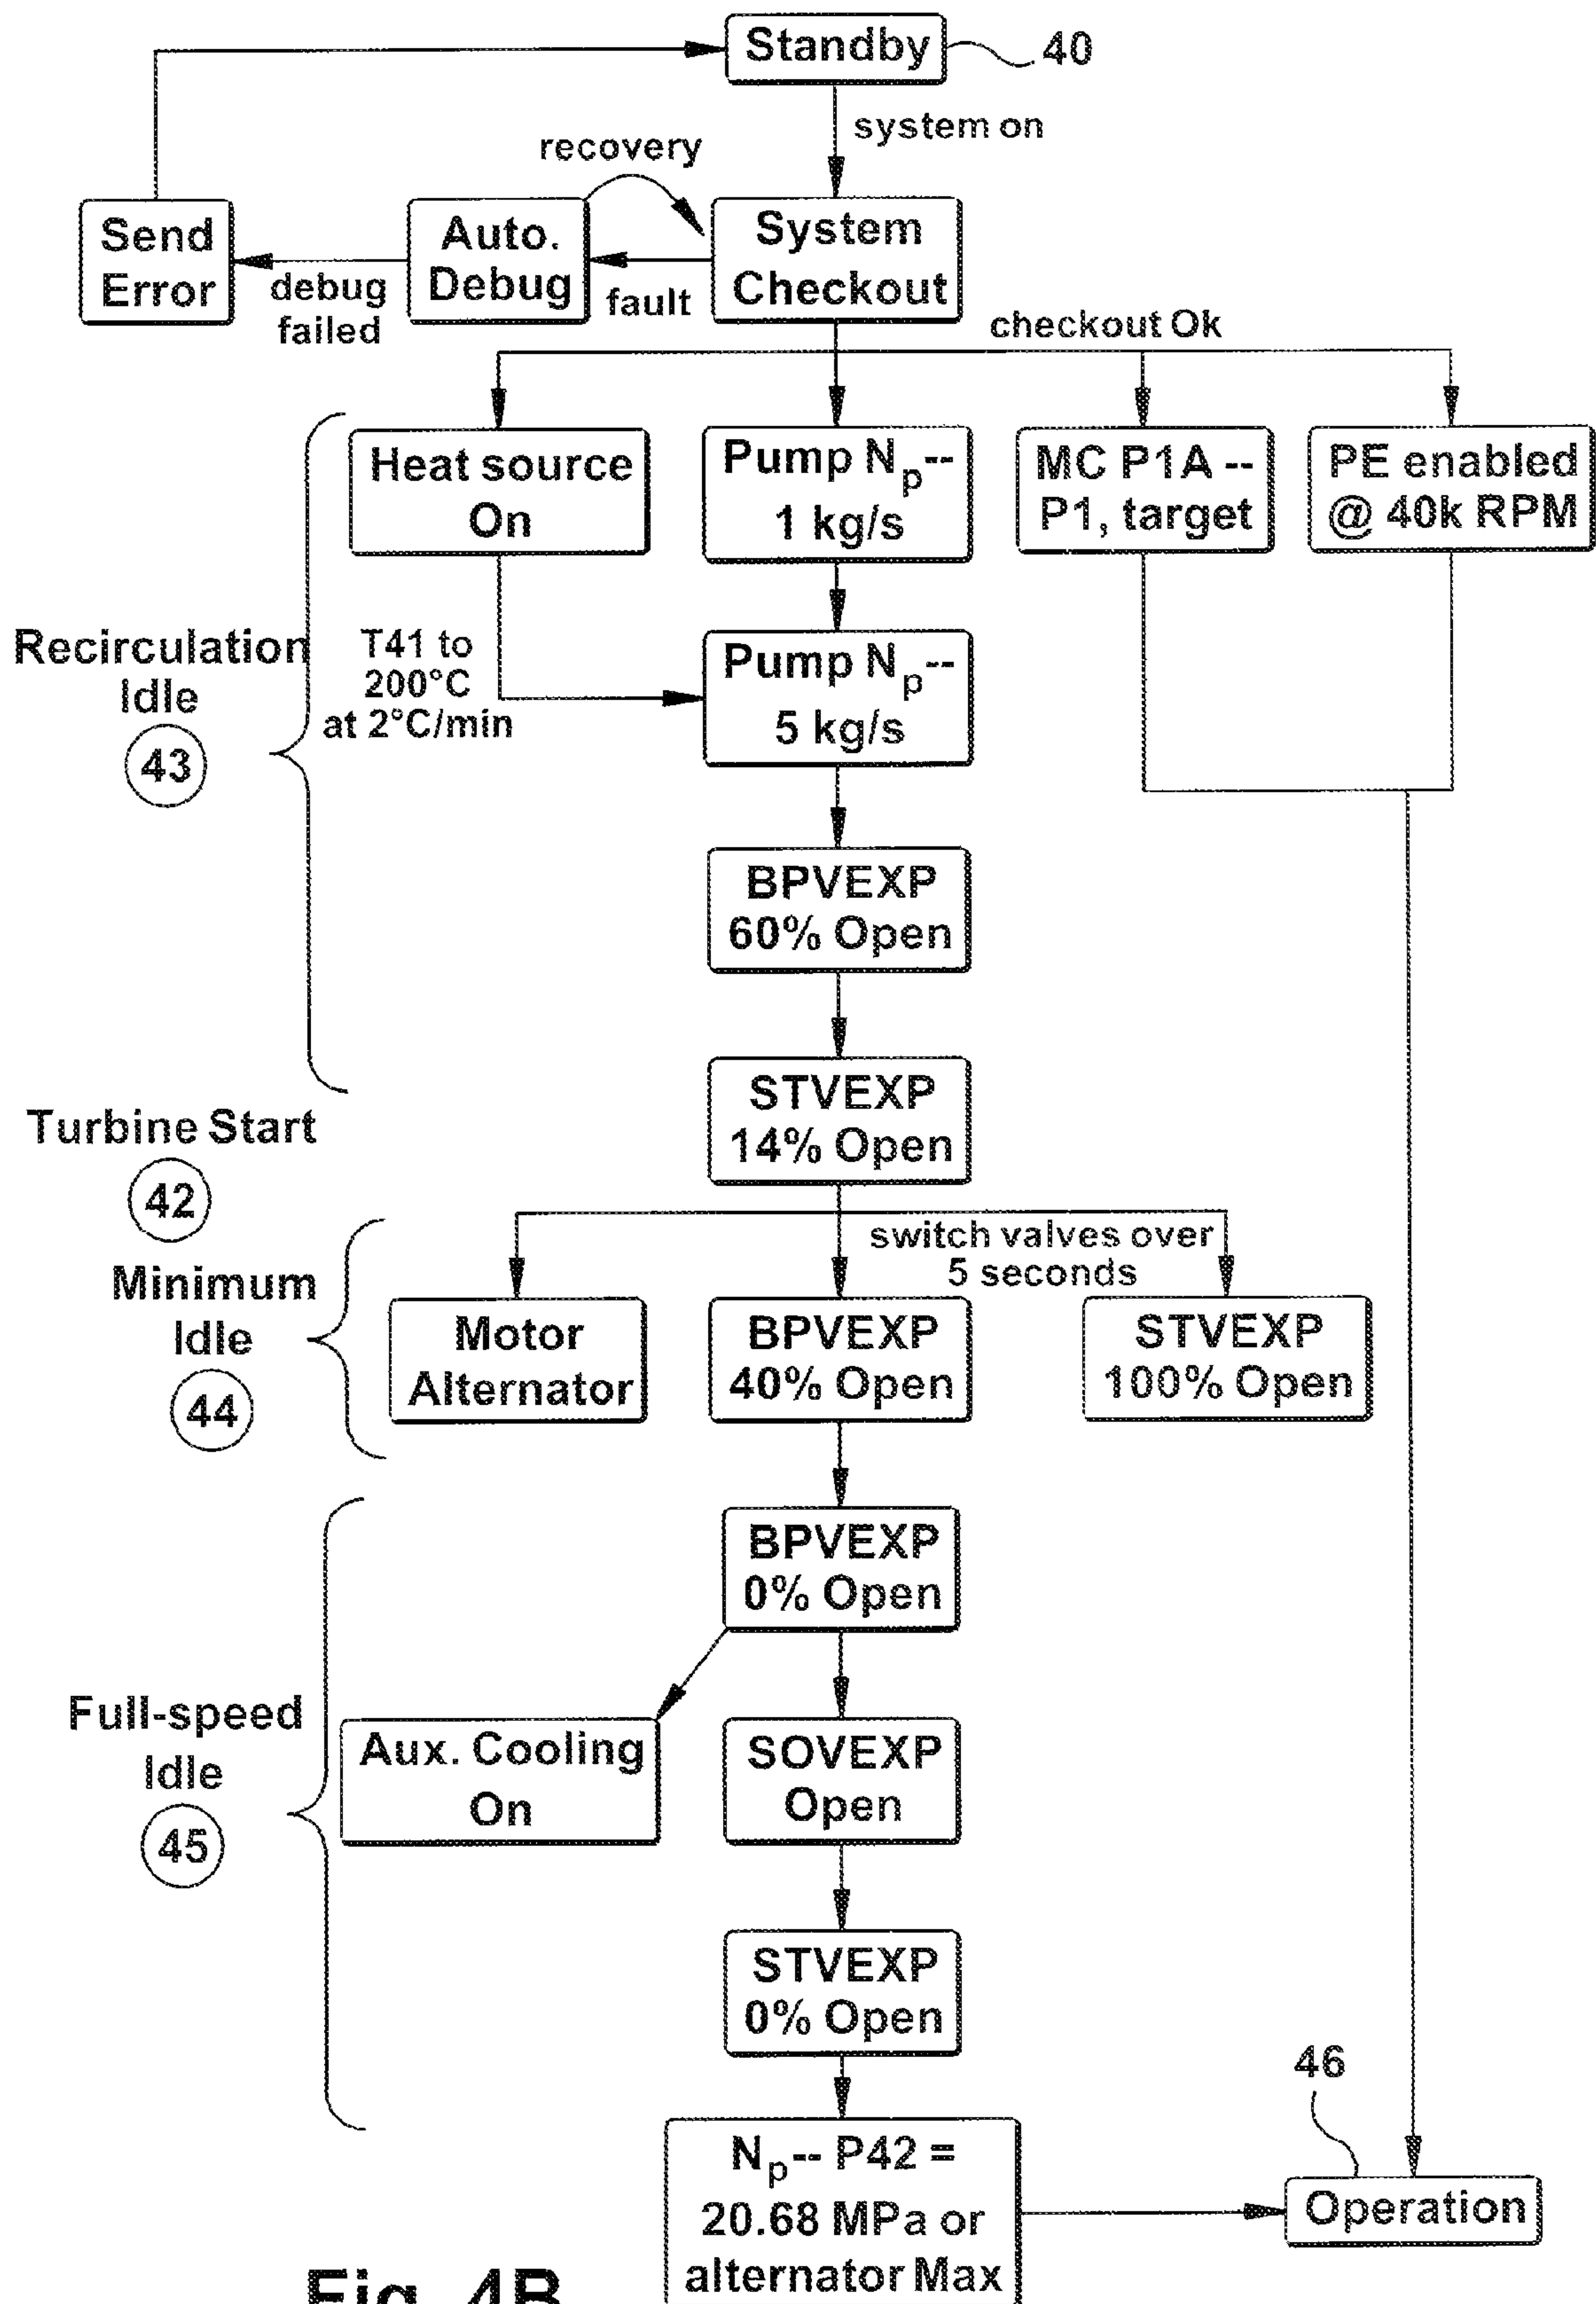 Standby
40
system on
recovery
Send
Error
Auto.
Debug
System
Checkout
debug
failed
fault
checkout Ok
Heat source
On
Pump Np--
1 kg/s
MC P1A --
P1, target
PE enabled
@ 40k RPM
Recirculation
Idle
43
T41 to
200°C
at 2°C/min
Pump Np--
5 kg/s
BPVEXP
60% Open
STVEXP
14% Open
Turbine Start
42
switch valves over
5 seconds
Minimum
Idle
44
Motor
Alternator
BPVEXP
40% Open
STVEXP
100% Open
BPVEXP
0% Open
Full-speed
Idle
45
Aux. Cooling
On
SOVEXP
Open
STVEXP
0% Open
46
Np-- P42 =
20.68 MPa or
alternator Max
Operation
Fig. 4B